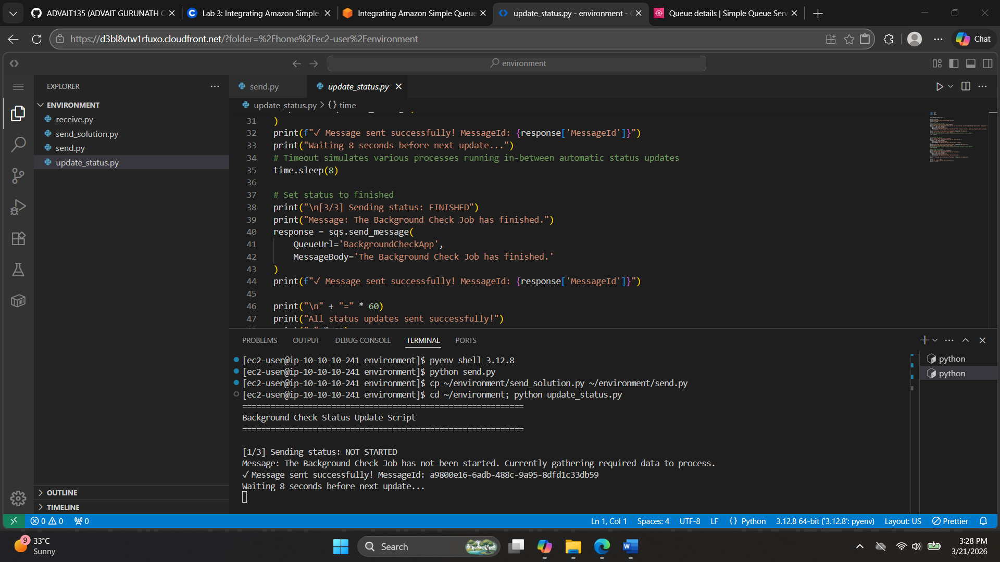 ADVAIT135 (ADVAIT GURUNATH C
Lab 3: Integrating Amazon Simple
Integrating Amazon Simple Queue
update_status.py - environment -
Queue details | Simple Queue Serv
https://d3bl8vtw1rfuxo.cloudfront.net/?folder=%2Fhome%2Fec2-user%2Fenvironment
Chat
environment
EXPLORER
ENVIRONMENT
receive.py
send_solution.py
send.py
update_status.py
OUTLINE
TIMELINE
send.py
update_status.py
update_status.py > {} time
31 )
32 print(f"✓ Message sent successfully! MessageId: {response['MessageId']}")
33 print("Waiting 8 seconds before next update...")
34 # Timeout simulates various processes running in-between automatic status updates
35 time.sleep(8)
36
37 # Set status to finished
38 print("\n[3/3] Sending status: FINISHED")
39 print("Message: The Background Check Job has finished.")
40 response = sqs.send_message(
41 QueueUrl='BackgroundCheckApp',
42 MessageBody='The Background Check Job has finished.'
43 )
44 print(f"✓ Message sent successfully! MessageId: {response['MessageId']}")
45
46 print("\n" + "=" * 60)
47 print("All status updates sent successfully!")
PROBLEMS OUTPUT DEBUG CONSOLE TERMINAL PORTS
[ec2-user@ip-10-10-10-241 environment]$ pyenv shell 3.12.8
[ec2-user@ip-10-10-10-241 environment]$ python send.py
[ec2-user@ip-10-10-10-241 environment]$ cp ~/environment/send_solution.py ~/environment/send.py
[ec2-user@ip-10-10-10-241 environment]$ cd ~/environment; python update_status.py
============================================================
Background Check Status Update Script
============================================================
[1/3] Sending status: NOT STARTED
Message: The Background Check Job has not been started. Currently gathering required data to process.
✓ Message sent successfully! MessageId: a9800e16-6adb-488c-9a95-8dfd1c33db59
Waiting 8 seconds before next update...
python
python
0 0 0
Ln 1, Col 1 Spaces: 4 UTF-8 LF {} Python 3.12.8 64-bit ('3.12.8': pyenv) Layout: US Prettier
9
33°C
Sunny
Search
3:28 PM
3/21/2026